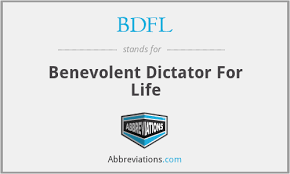 BDFL
stands for
Benevolent Dictator For
Life
ABBREVIATIONS
Abbreviations.com